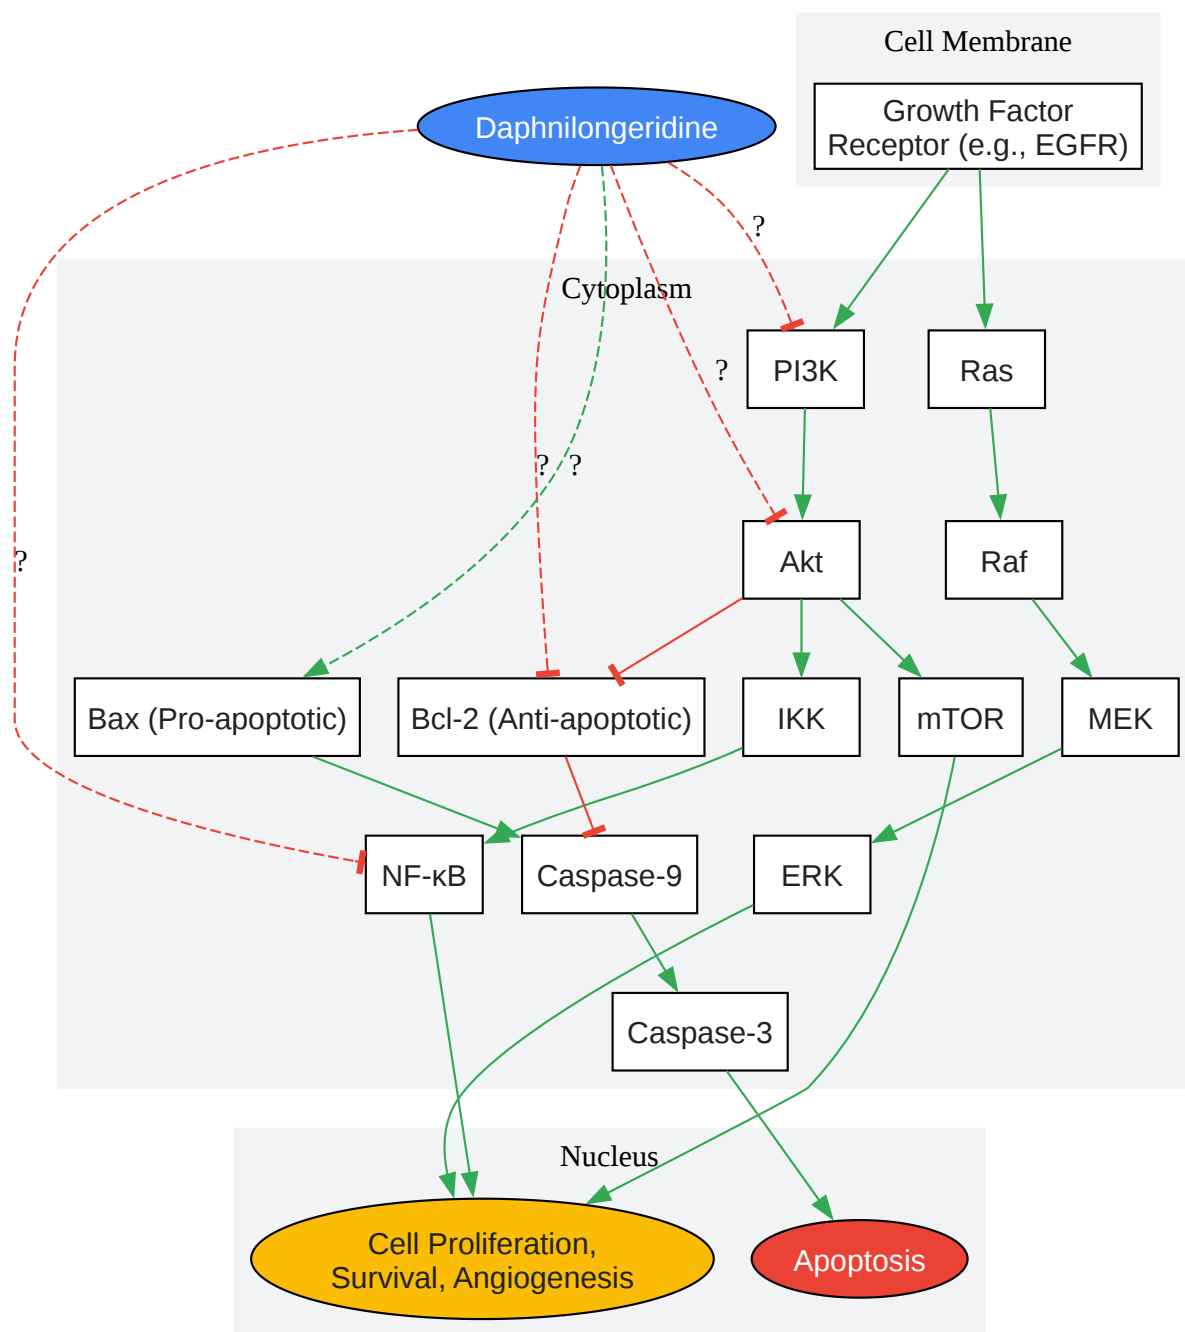 Cell Membrane
Growth Factor
Receptor (e.g., EGFR)
Daphnilongeridine
?
Cytoplasm
?
PI3K
Ras
?
?
?
Akt
Raf
Bax (Pro-apoptotic)
Bcl-2 (Anti-apoptotic)
IKK
mTOR
MEK
NF-κB
Caspase-9
ERK
Caspase-3
Nucleus
Cell Proliferation,
Survival, Angiogenesis
Apoptosis